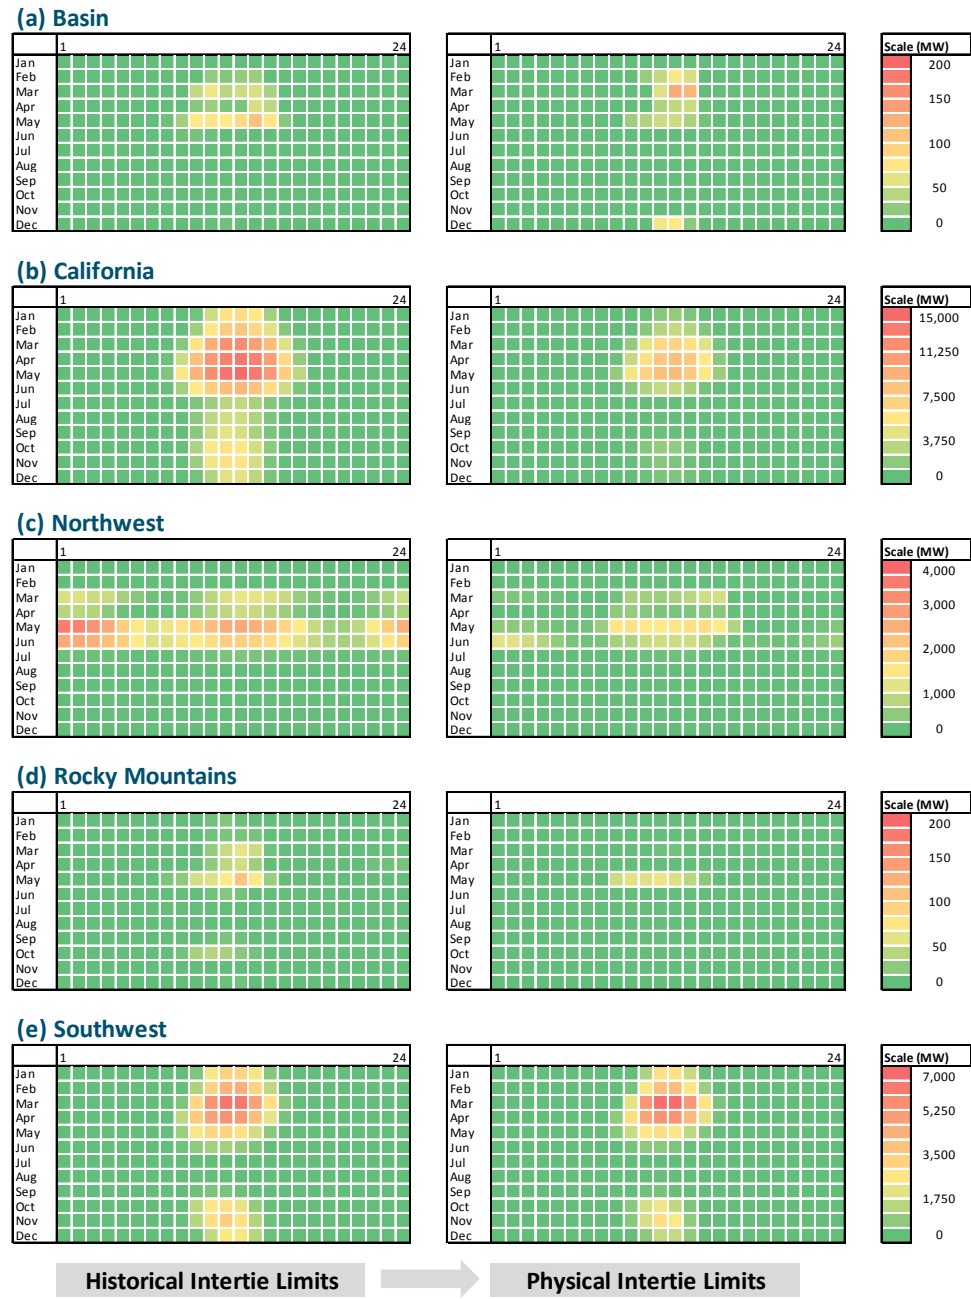 (a) Basin
1 24 1 24 Scale (MW)
Jan Jan 200
Feb Feb
Mar Mar 150
Apr Apr
May May 100
Jun Jun
Jul Jul
Aug Aug 50
Sep Sep
Oct Oct
Nov Nov
Dec Dec 0
(b) California
1 24 1 24 Scale (MW)
Jan Jan 15,000
Feb Feb
Mar Mar 11,250
Apr Apr
May May
Jun Jun 7,500
Jul Jul
Aug Aug
Sep Sep 3,750
Oct Oct
Nov Nov
Dec Dec 0
(c) Northwest
1 24 1 24 Scale (MW)
Jan Jan 4,000
Feb Feb
Mar Mar 3,000
Apr Apr
May May
Jun Jun 2,000
Jul Jul
Aug Aug
Sep Sep 1,000
Oct Oct
Nov Nov
Dec Dec 0
(d) Rocky Mountains
1 24 1 24 Scale (MW)
Jan Jan 200
Feb Feb
Mar Mar 150
Apr Apr
May May
Jun Jun 100
Jul Jul
Aug Aug
Sep Sep 50
Oct Oct
Nov Nov
Dec Dec 0
(e) Southwest
1 24 1 24 Scale (MW)
Jan Jan 7,000
Feb Feb
Mar Mar 5,250
Apr Apr
May May
Jun Jun 3,500
Jul Jul
Aug Aug
Sep Sep 1,750
Oct Oct
Nov Nov
Dec Dec 0
Historical Intertie Limits Physical Intertie Limits